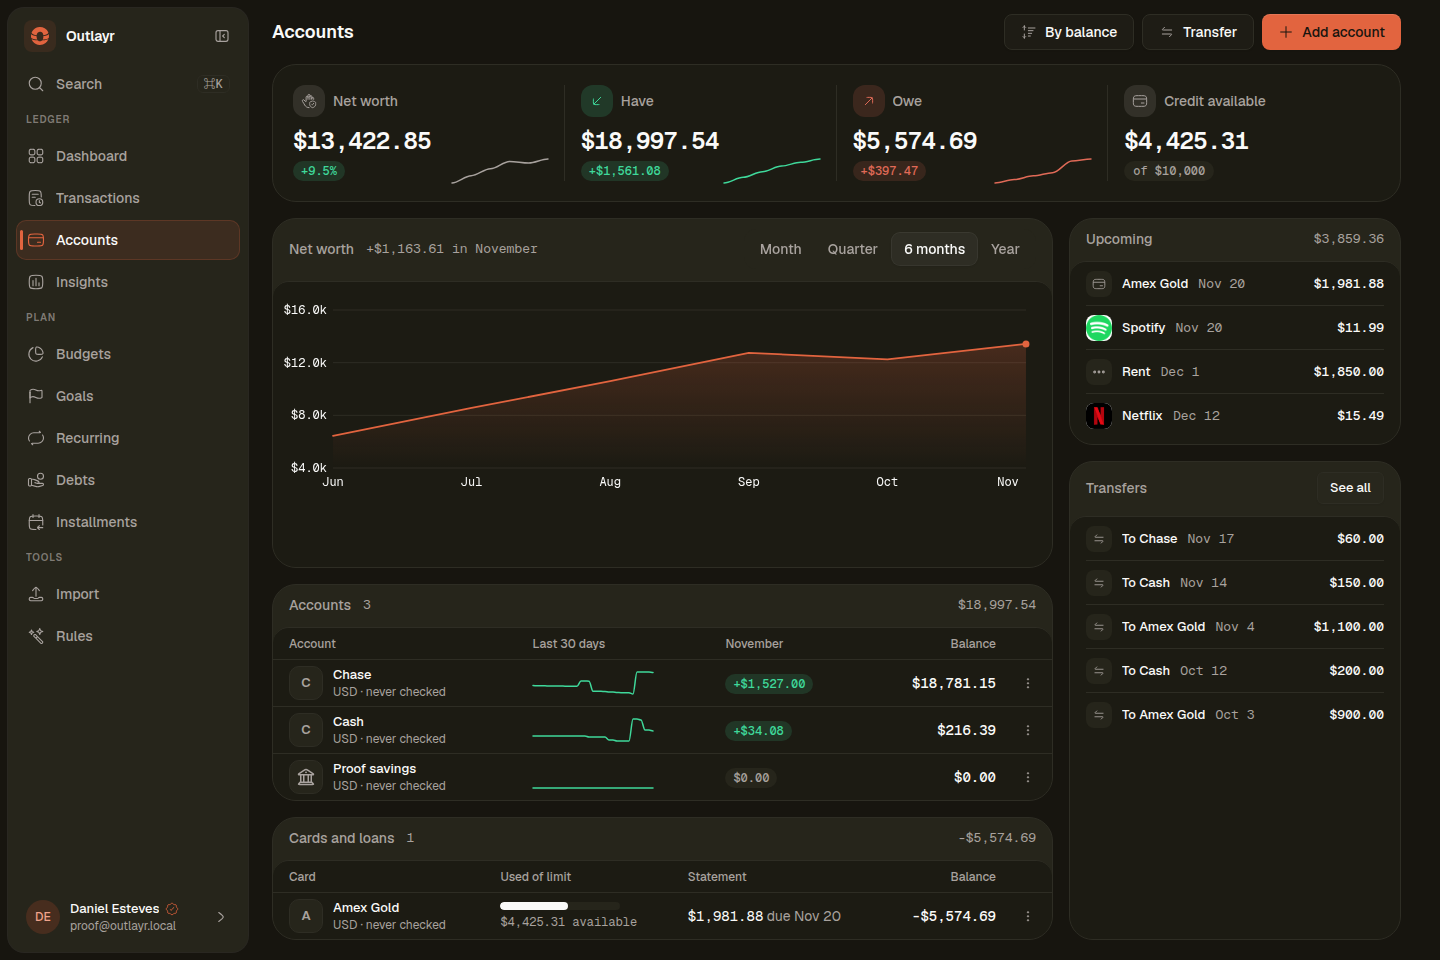 Outlayr
Search ⌘K
LEDGER
Dashboard
Transactions
Accounts
Insights
PLAN
Budgets
Goals
Recurring
Debts
Installments
TOOLS
Import
Rules
DE
Daniel Esteves
proof@outlayr.local
Accounts
By balance
Transfer
Add account
Net worth
$13,422.85
+9.5%
Have
$18,997.54
+$1,561.08
Owe
$5,574.69
+$397.47
Credit available
$4,425.31
of $10,000
Net worth +$1,163.61 in November
Month Quarter 6 months Year
$16.0k
$12.0k
$8.0k
$4.0k
Jun Jul Aug Sep Oct Nov
Accounts 3 $18,997.54
Account Last 30 days November Balance
C Chase +$1,527.00 $18,781.15
USD · never checked
C Cash +$34.08 $216.39
USD · never checked
Proof savings $0.00 $0.00
USD · never checked
Cards and loans 1 -$5,574.69
Card Used of limit Statement Balance
A Amex Gold $1,981.88 due Nov 20 -$5,574.69
USD · never checked $4,425.31 available
Upcoming $3,859.36
Amex Gold Nov 20 $1,981.88
Spotify Nov 20 $11.99
Rent Dec 1 $1,850.00
N Netflix Dec 12 $15.49
Transfers See all
To Chase Nov 17 $60.00
To Cash Nov 14 $150.00
To Amex Gold Nov 4 $1,100.00
To Cash Oct 12 $200.00
To Amex Gold Oct 3 $900.00